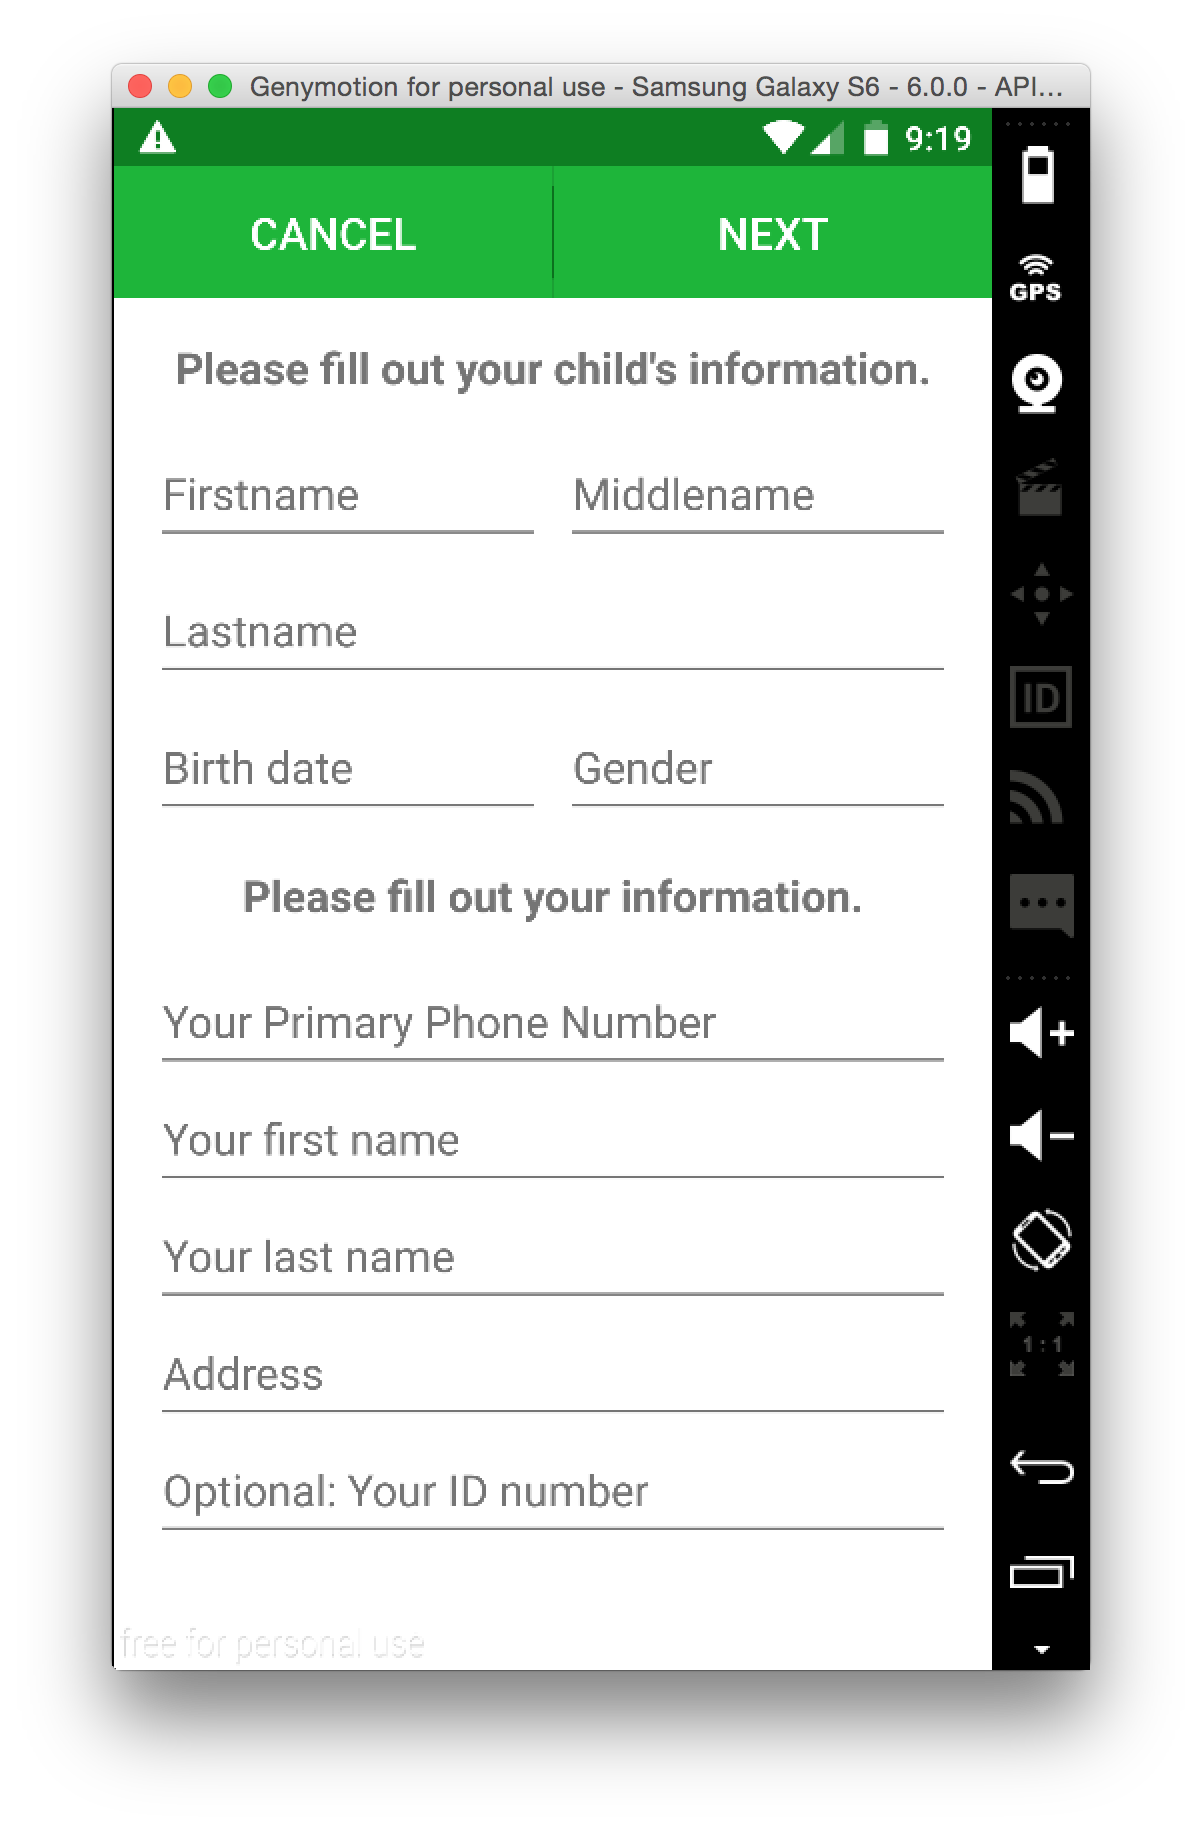 Genymotion for personal use - Samsung Galaxy S6 - 6.0.0 - API...
9:19
CANCEL NEXT
GPS
Please fill out your child's information.
Firstname Middlename
Lastname
ID
Birth date Gender
Please fill out your information.
Your Primary Phone Number
Your first name
Your last name
1:1
Address
Optional: Your ID number
free for personal use